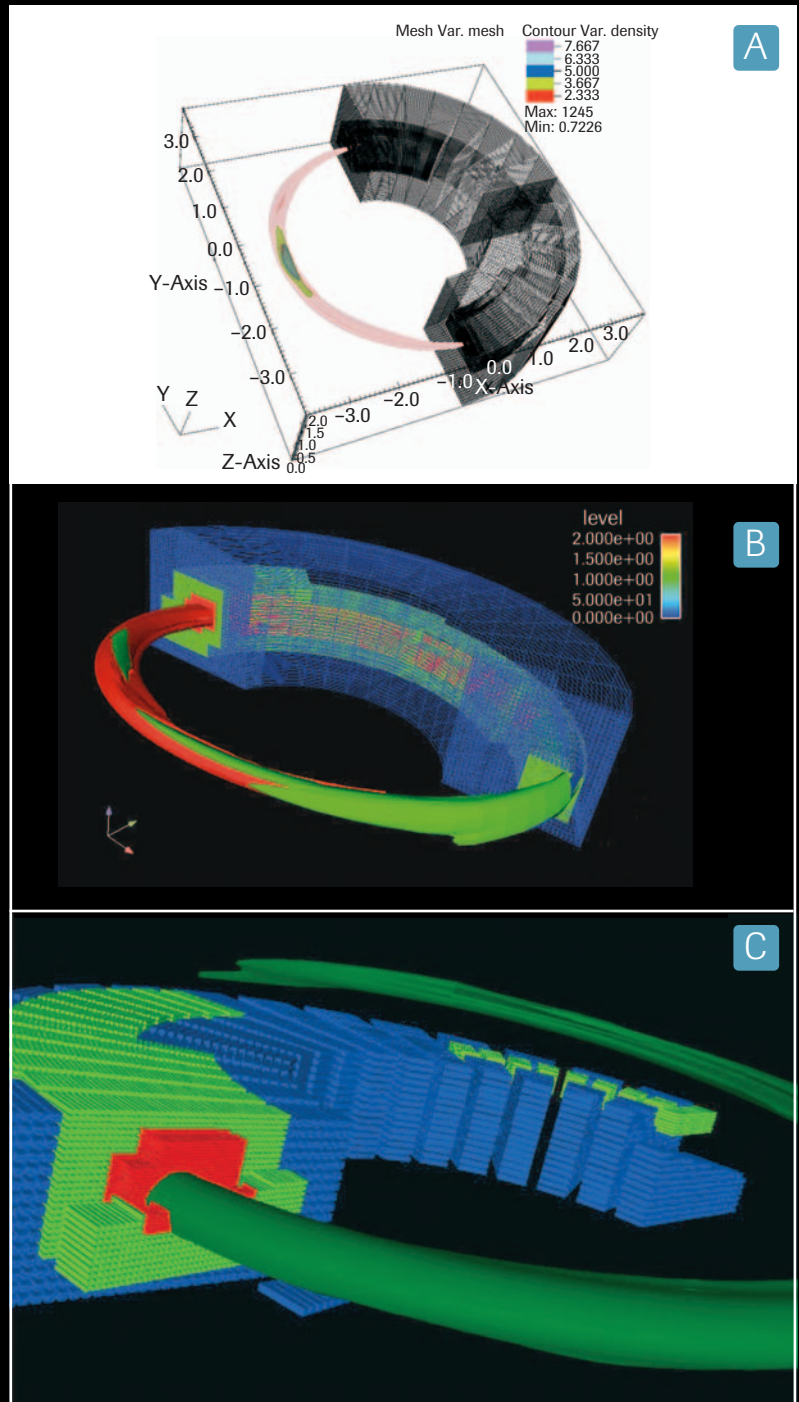 Mesh Var. mesh
Contour Var. density
7.667
6.333
5.000
3.667
2.333
Max: 1245
Min: 0.7226
A
3.0
2.0
1.0
0.0
Y-Axis
−1.0
−2.0
−3.0
3.0
2.0
1.0
0.0
−1.0
X-Axis
−2.0
−3.0
2.0
1.5
1.0
0.5
0.0
Z-Axis
Y
Z
X
level
2.000e+00
1.500e+00
1.000e+00
5.000e+01
0.000e+00
B
C